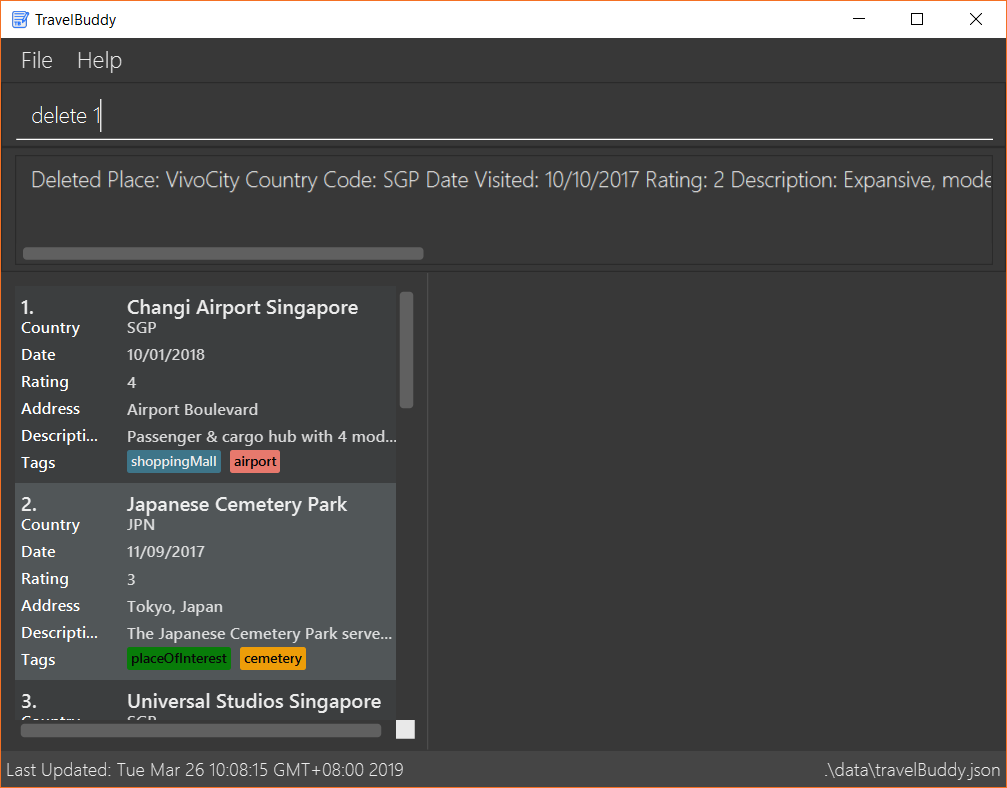 TravelBuddy
File Help
delete 1
Deleted Place: VivoCity Country Code: SGP Date Visited: 10/10/2017 Rating: 2 Description: Expansive, mode
1. Changi Airport Singapore
Country SGP
Date 10/01/2018
Rating 4
Address Airport Boulevard
Descripti... Passenger & cargo hub with 4 mod...
Tags shoppingMall airport
2. Japanese Cemetery Park
Country JPN
Date 11/09/2017
Rating 3
Address Tokyo, Japan
Descripti... The Japanese Cemetery Park serve...
Tags placeOfInterest cemetery
3. Universal Studios Singapore
Country SGP
Last Updated: Tue Mar 26 10:08:15 GMT+08:00 2019 .\data\travelBuddy.json